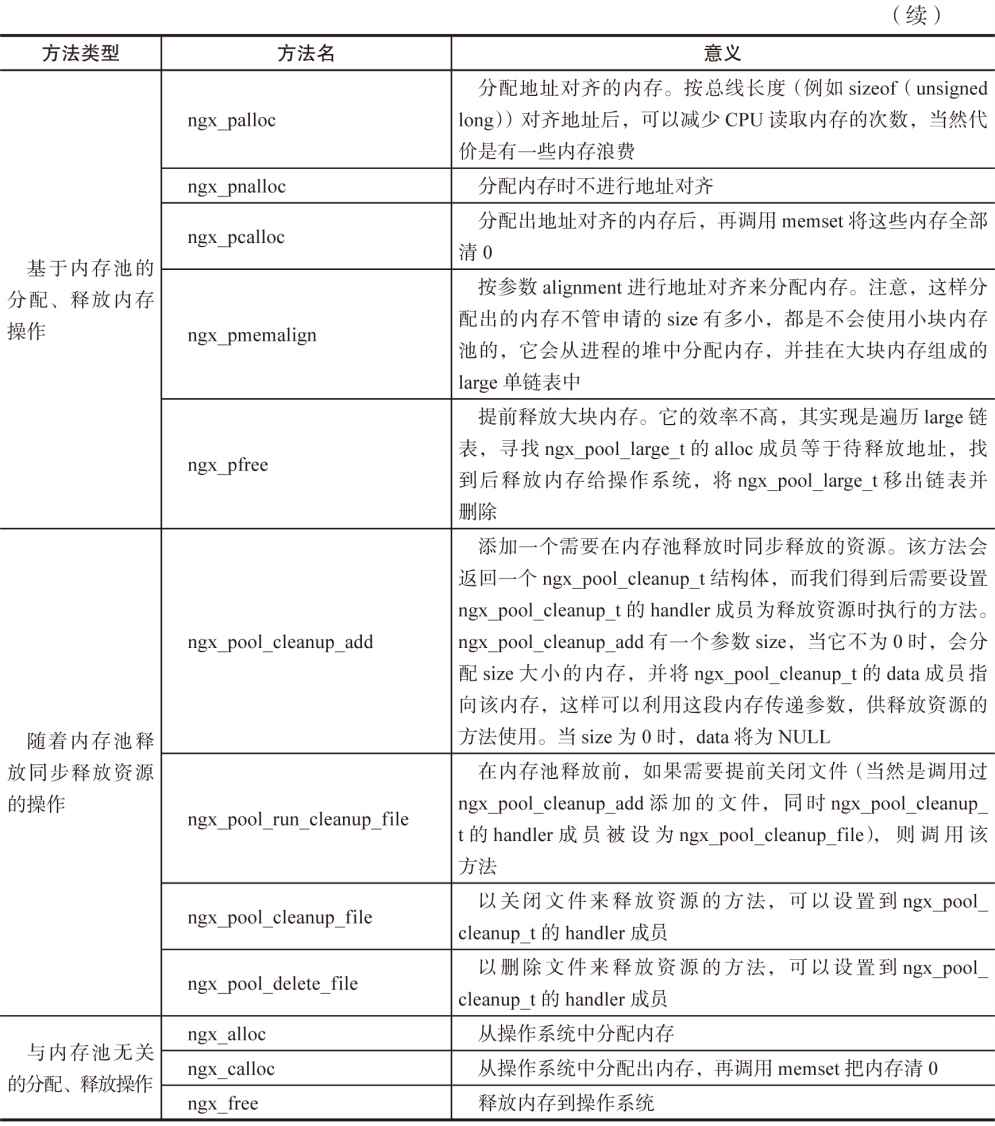 （续）
方法类型 方法名 意义
基于内存池的
分配、释放内存
操作
ngx_palloc
分配地址对齐的内存。按总线长度（例如 sizeof（unsigned
long））对齐地址后，可以减少 CPU 读取内存的次数，当然代
价是有一些内存浪费
ngx_pnalloc
分配内存时不进行地址对齐
ngx_pcalloc
分配出地址对齐的内存后，再调用 memset 将这些内存全部
清 0
ngx_pmemalign
按参数 alignment 进行地址对齐来分配内存。注意，这样分
配出的内存不管申请的 size 有多小，都是不会使用小块内存
池的，它会从进程的堆中分配内存，并挂在大块内存组成的
large 单链表中
ngx_pfree
提前释放大块内存。它的效率不高，其实现是遍历 large 链
表，寻找 ngx_pool_large_t 的 alloc 成员等于待释放地址，找
到后释放内存给操作系统，将 ngx_pool_large_t 移出链表并
删除
随着内存池释
放同步释放资源
的操作
ngx_pool_cleanup_add
添加一个需要在内存池释放时同步释放的资源。该方法会
返回一个 ngx_pool_cleanup_t 结构体，而我们得到后需要设置
ngx_pool_cleanup_t 的 handler 成员为释放资源时执行的方法。
ngx_pool_cleanup_add 有一个参数 size，当它不为 0 时，会分
配 size 大小的内存，并将 ngx_pool_cleanup_t 的 data 成员指
向该内存，这样可以利用这段内存传递参数，供释放资源的
方法使用。当 size 为 0 时，data 将为 NULL
ngx_pool_run_cleanup_file
在内存池释放前，如果需要提前关闭文件（当然是调用过
ngx_pool_cleanup_add 添加的文件，同时 ngx_pool_cleanup_
t 的 handler 成员被设为 ngx_pool_cleanup_file），则调用该
方法
ngx_pool_cleanup_file
以关闭文件来释放资源的方法，可以设置到 ngx_pool_
cleanup_t 的 handler 成员
ngx_pool_delete_file
以删除文件来释放资源的方法，可以设置到 ngx_pool_
cleanup_t 的 handler 成员
与内存池无关
的分配、释放操作
ngx_alloc
从操作系统中分配内存
ngx_calloc
从操作系统中分配出内存，再调用 memset 把内存清 0
ngx_free
释放内存到操作系统